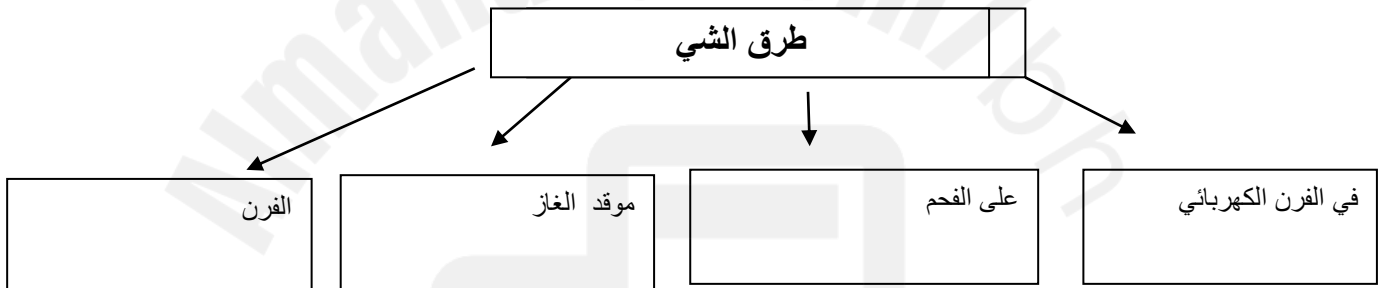 طرق الشي
في الفرن الكهربائي
على الفحم
موقد الغاز
الفرن